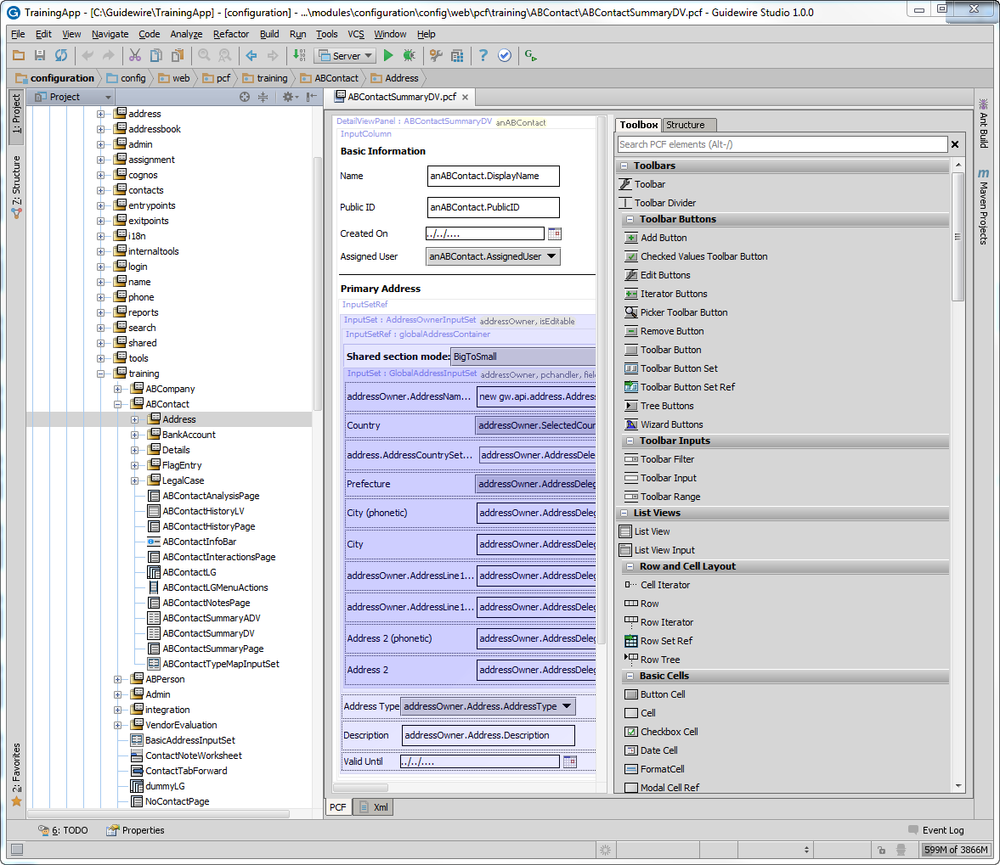 TrainingApp - [C:\Guidewire\TrainingApp] - [configuration] - ...\modules\configuration\config\web\pcf\training\ABContact\ABContactSummaryDV.pcf - Guidewire Studio 1.0.0
File Edit View Navigate Code Analyze Refactor Build Run Tools VCS Window Help
Server
configuration config web pcf training ABContact Address
1: Project
Z: Structure
2: Favorites
Project
address
addressbook
admin
assignment
cognos
contacts
entrypoints
exitpoints
i18n
internaltools
login
name
phone
reports
search
shared
tools
training
ABCompany
ABContact
Address
BankAccount
Details
FlagEntry
LegalCase
ABContactAnalysisPage
ABContactHistoryLV
ABContactHistoryPage
ABContactInfoBar
ABContactInteractionsPage
ABContactLG
ABContactLGMenuActions
ABContactNotesPage
ABContactSummaryADV
ABContactSummaryDV
ABContactSummaryPage
ABContactTypeMapInputSet
ABPerson
Admin
integration
VendorEvaluation
BasicAddressInputSet
ContactNoteWorksheet
ContactTabForward
dummyLG
NoContactPage
ABContactSummaryDV.pcf
DetailViewPanel : ABContactSummaryDV anABContact
InputColumn
Basic Information
Name anABContact.DisplayName
Public ID anABContact.PublicID
Created On ../../....
Assigned User anABContact.AssignedUser
Primary Address
InputSetRef
InputSet : AddressOwnerInputSet addressOwner, isEditable
InputSetRef : globalAddressContainer
Shared section mode: BigToSmall
InputSet : GlobalAddressInputSet addressOwner, pchandler, fiel
addressOwner.AddressNam... new gw.api.address.Address
Country addressOwner.SelectedCour
address.AddressCountrySet... addressOwner.AddressDele
Prefecture addressOwner.AddressDeleg
City (phonetic) addressOwner.AddressDeleg
City addressOwner.AddressDeleg
addressOwner.AddressLine1... addressOwner.AddressDeleg
addressOwner.AddressLine1... addressOwner.AddressDeleg
Address 2 (phonetic) addressOwner.AddressDeleg
Address 2 addressOwner.AddressDeleg
Address Type addressOwner.Address.AddressType
Description addressOwner.Address.Description
Valid Until ../../....
PCF Xml
Toolbox Structure
Search PCF elements (Alt-/)
Toolbars
Toolbar
Toolbar Divider
Toolbar Buttons
Add Button
Checked Values Toolbar Button
Edit Buttons
Iterator Buttons
Picker Toolbar Button
Remove Button
Toolbar Button
Toolbar Button Set
Toolbar Button Set Ref
Tree Buttons
Wizard Buttons
Toolbar Inputs
Toolbar Filter
Toolbar Input
Toolbar Range
List Views
List View
List View Input
Row and Cell Layout
Cell Iterator
Row
Row Iterator
Row Set Ref
Row Tree
Basic Cells
Button Cell
Cell
Checkbox Cell
Date Cell
FormatCell
Modal Cell Ref
Ant Build
Maven Projects
6: TODO Properties Event Log
599M of 3866M